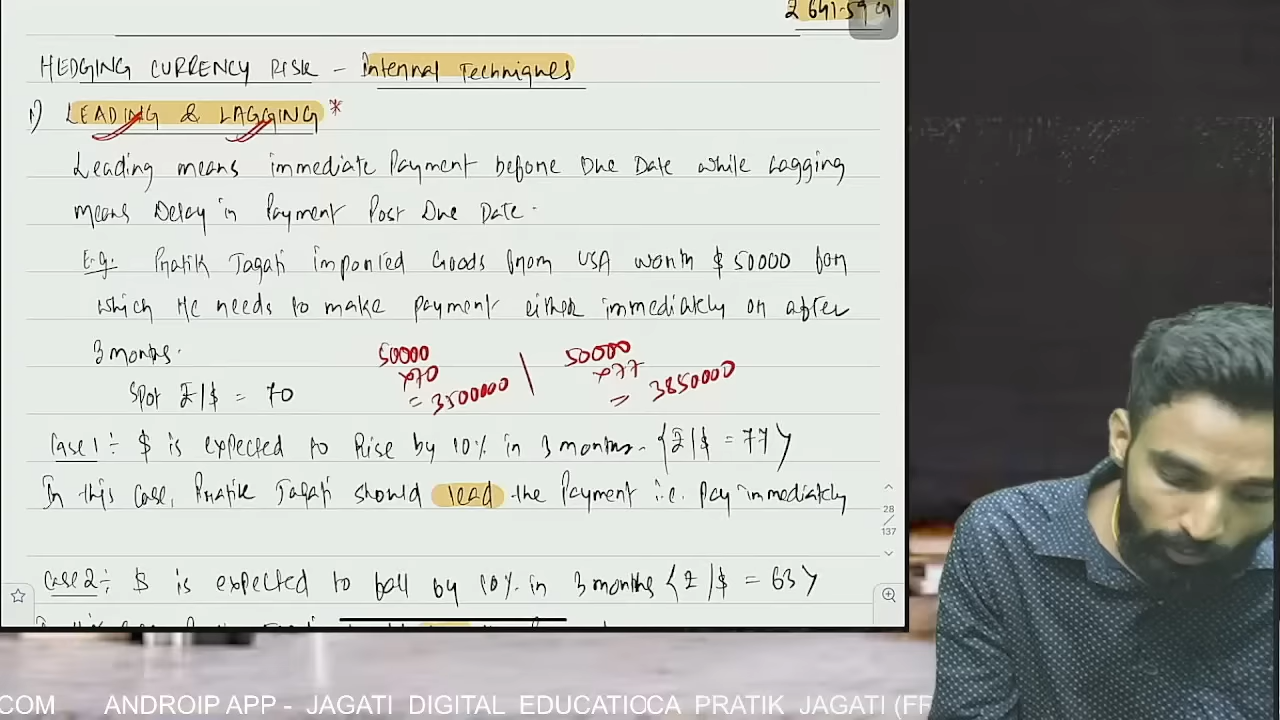 ₹ 641.59
HEDGING CURRENCY RISK - Internal Techniques
1) LEADING & LAGGING *
Leading means immediate Payment before Due Date while Lagging
means Delay in Payment Post Due Date.
E.g. Pratik Jagati imported Goods from USA worth $ 50000 for
which He needs to make payment either immediately or after
3 months.
50000
×70
= 3500000
50000
×77
= 3850000
Spot ₹/$ = 70
Case 1 ÷ $ is expected to Rise by 10% in 3 months. {₹/$ = 77}
In this case, Pratik Jagati should lead the Payment i.e. Pay immediately
28
137
Case 2 ÷ $ is expected to fall by 10% in 3 months {₹/$ = 63}
COM ANDROIP APP - JAGATI DIGITAL EDUCATIOCA PRATIK JAGATI (FR